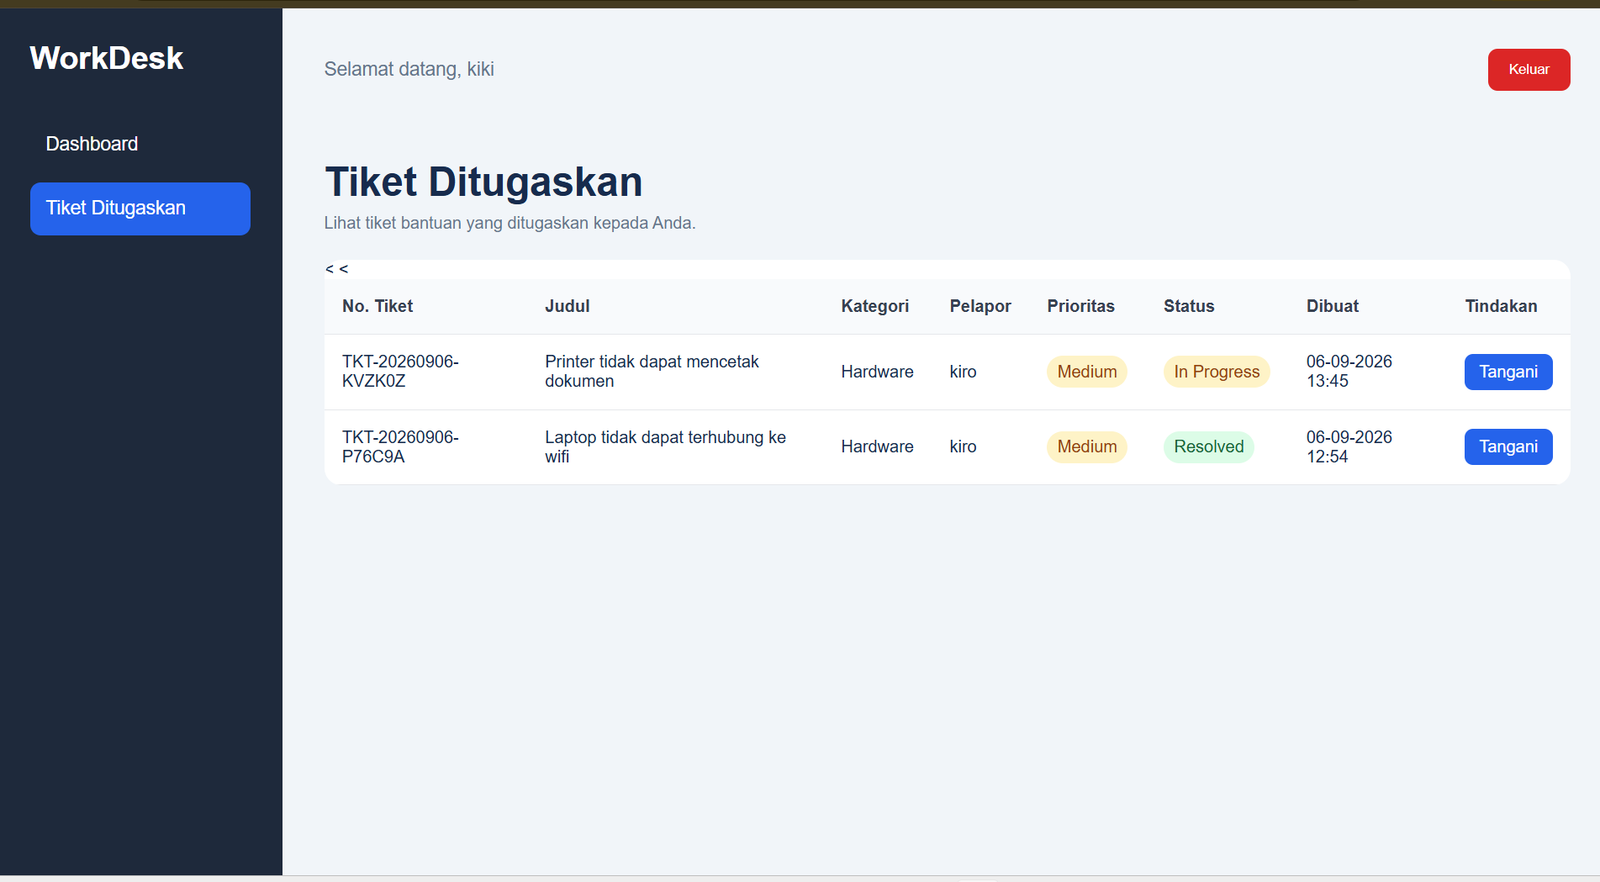 WorkDesk
Dashboard
Tiket Ditugaskan
Selamat datang, kiki
Keluar
Tiket Ditugaskan
Lihat tiket bantuan yang ditugaskan kepada Anda.
< <
No. Tiket Judul Kategori Pelapor Prioritas Status Dibuat Tindakan
TKT-20260906-
KVZK0Z
Printer tidak dapat mencetak
dokumen
Hardware
kiro
Medium
In Progress
06-09-2026
13:45
Tangani
TKT-20260906-
P76C9A
Laptop tidak dapat terhubung ke
wifi
Hardware
kiro
Medium
Resolved
06-09-2026
12:54
Tangani